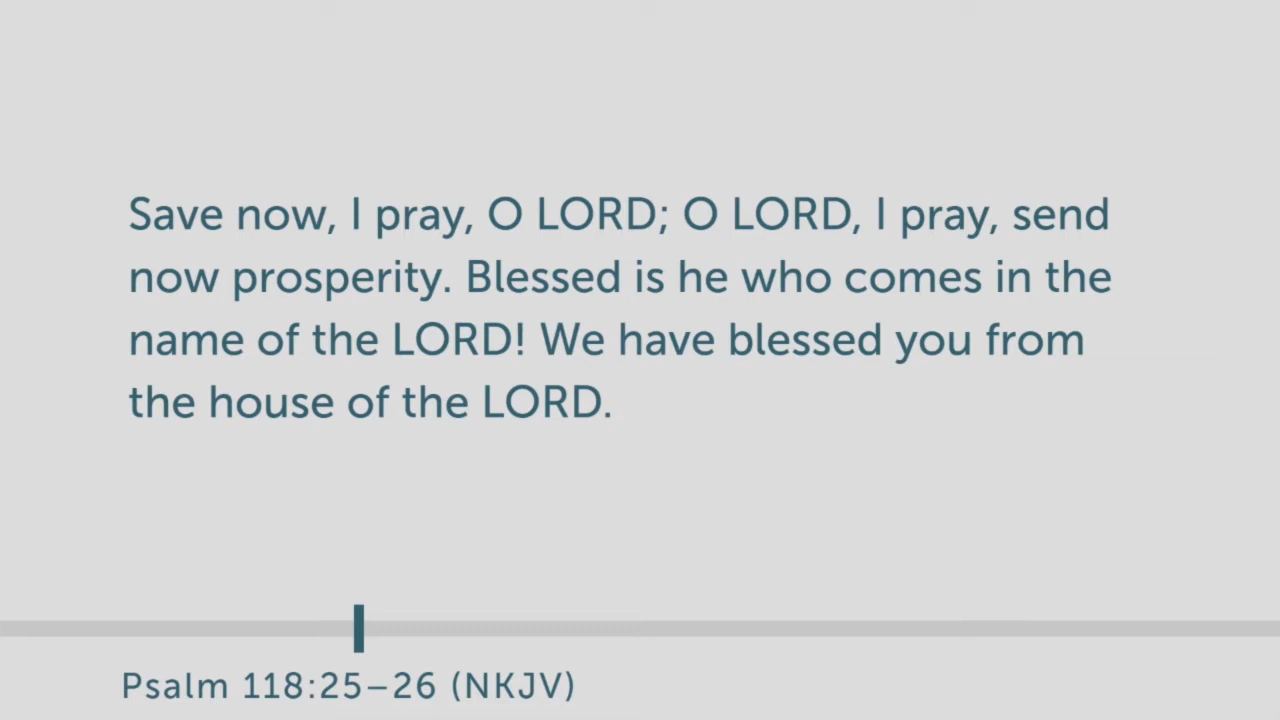 Save now, I pray, O LORD; O LORD, I pray, send
now prosperity. Blessed is he who comes in the
name of the LORD! We have blessed you from
the house of the LORD.
Psalm 118:25–26 (NKJV)